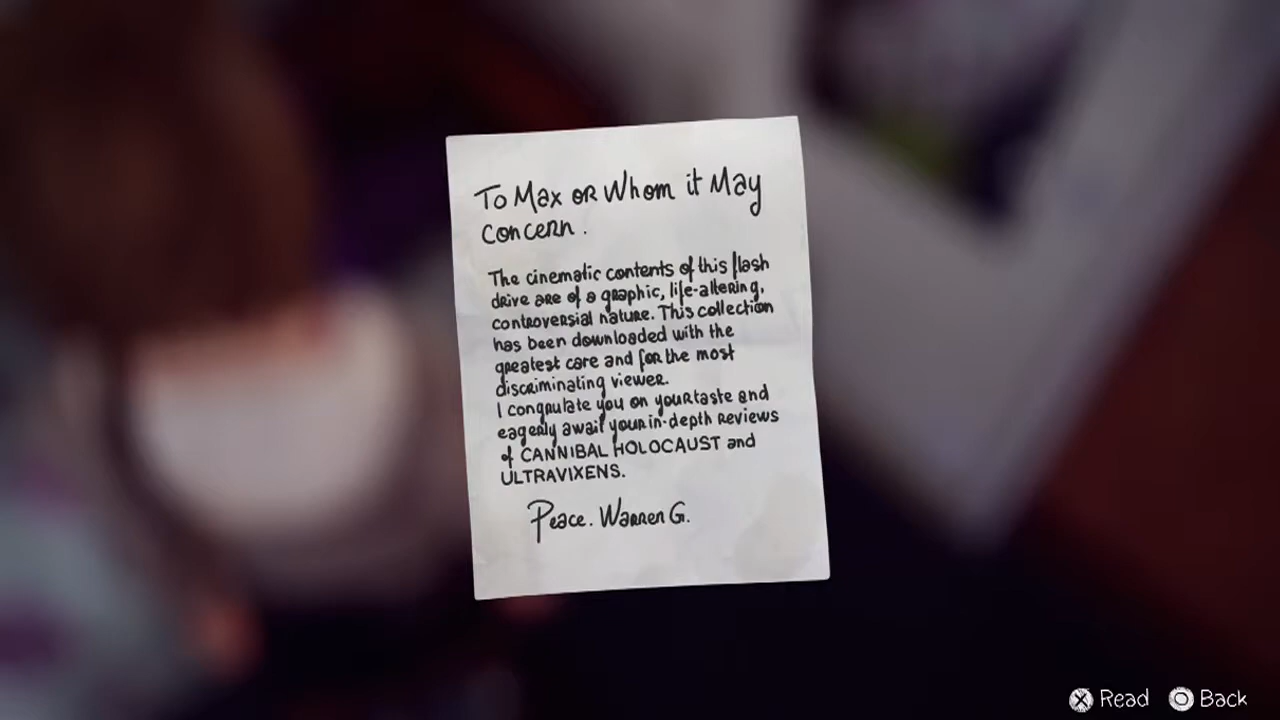 To Max or Whom it May
Concern.
The cinematic contents of this flash
drive are of a graphic, life-altering,
controversial nature. This collection
has been downloaded with the
greatest care and for the most
discriminating viewer.
I congrulate you on your taste and
eagerly await your in-depth reviews
of CANNIBAL HOLOCAUST and
ULTRAVIXENS.
Peace. Warren G.
Read Back